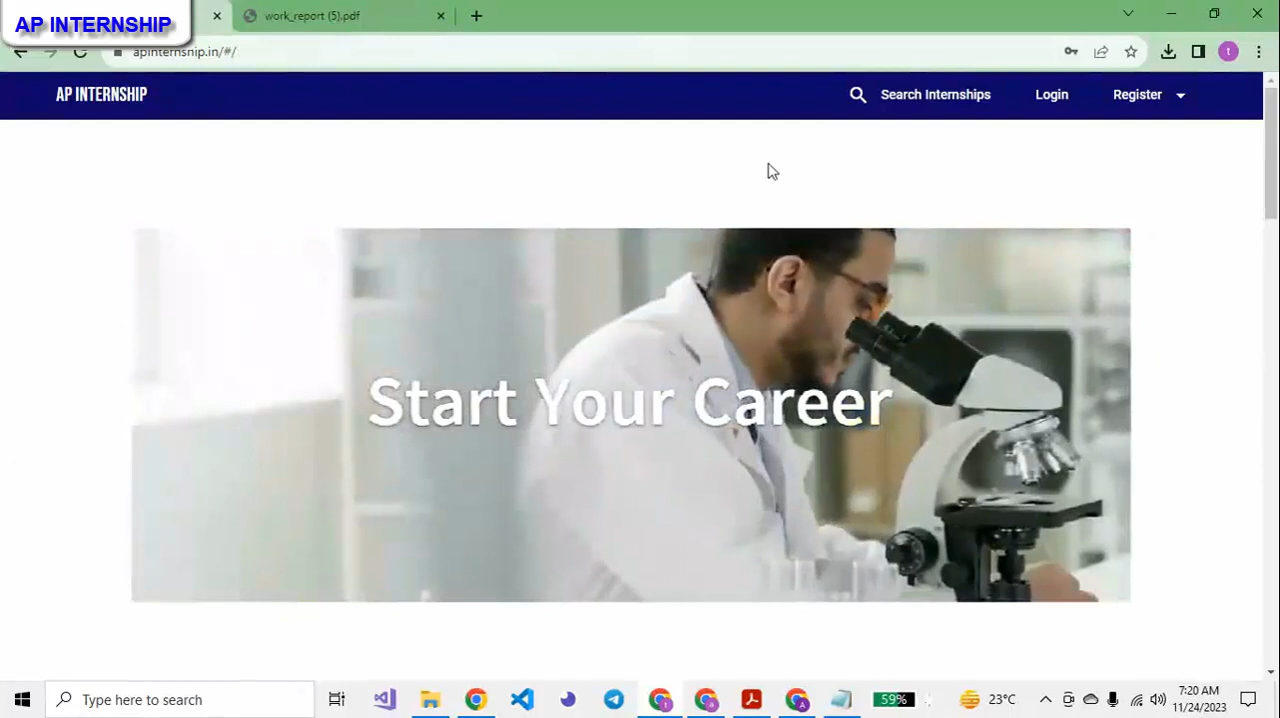 AP INTERNSHIP
work_report (5).pdf
apinternship.in/#/
t
AP INTERNSHIP
Search Internships
Login
Register
Start Your Career
Type here to search
59%
23°C
7:20 AM
11/24/2023